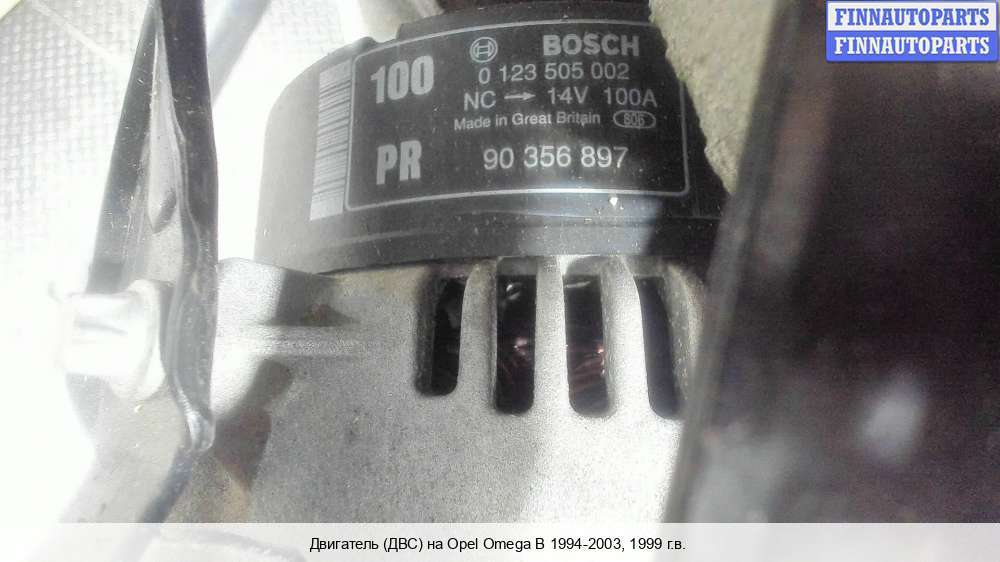 FINNAUTOPARTS
FINNAUTOPARTS
100
BOSCH
0 123 505 002
NC → 14V 100A
Made in Great Britain 806
PR
90 356 897
Двигатель (ДВС) на Opel Omega B 1994-2003, 1999 г.в.